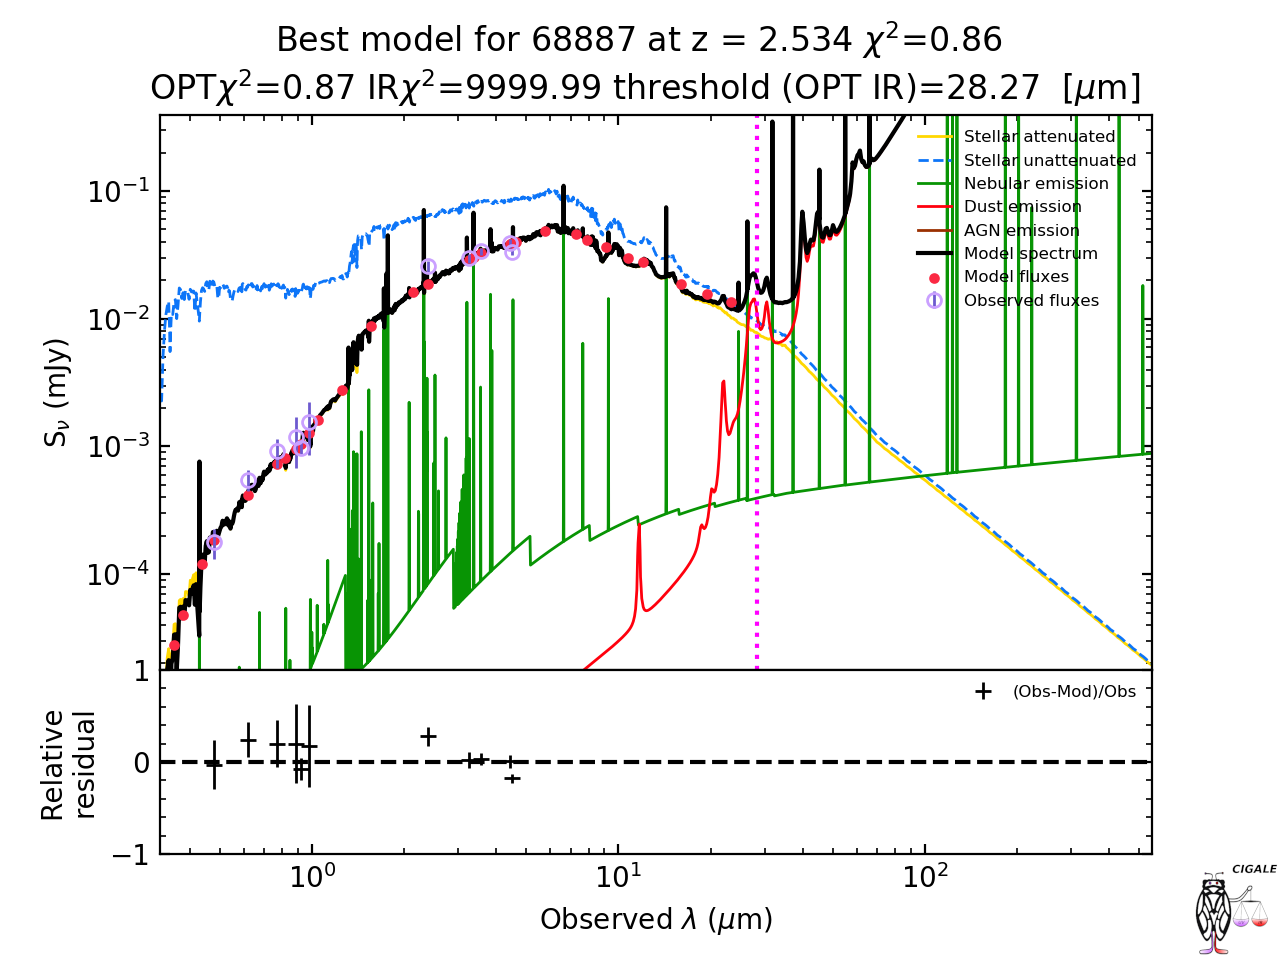 Best model for 68887 at z = 2.534 χ²=0.86
OPTχ²=0.87 IRχ²=9999.99 threshold (OPT IR)=28.27  [μm]
Stellar attenuated
Stellar unattenuated
Nebular emission
Dust emission
AGN emission
Model spectrum
Model fluxes
Observed fluxes
10⁻¹
10⁻²
10⁻³
10⁻⁴
S_ν (mJy)
(Obs-Mod)/Obs
1
0
−1
Relative
residual
10⁰
10¹
10²
Observed λ (μm)
CIGALE